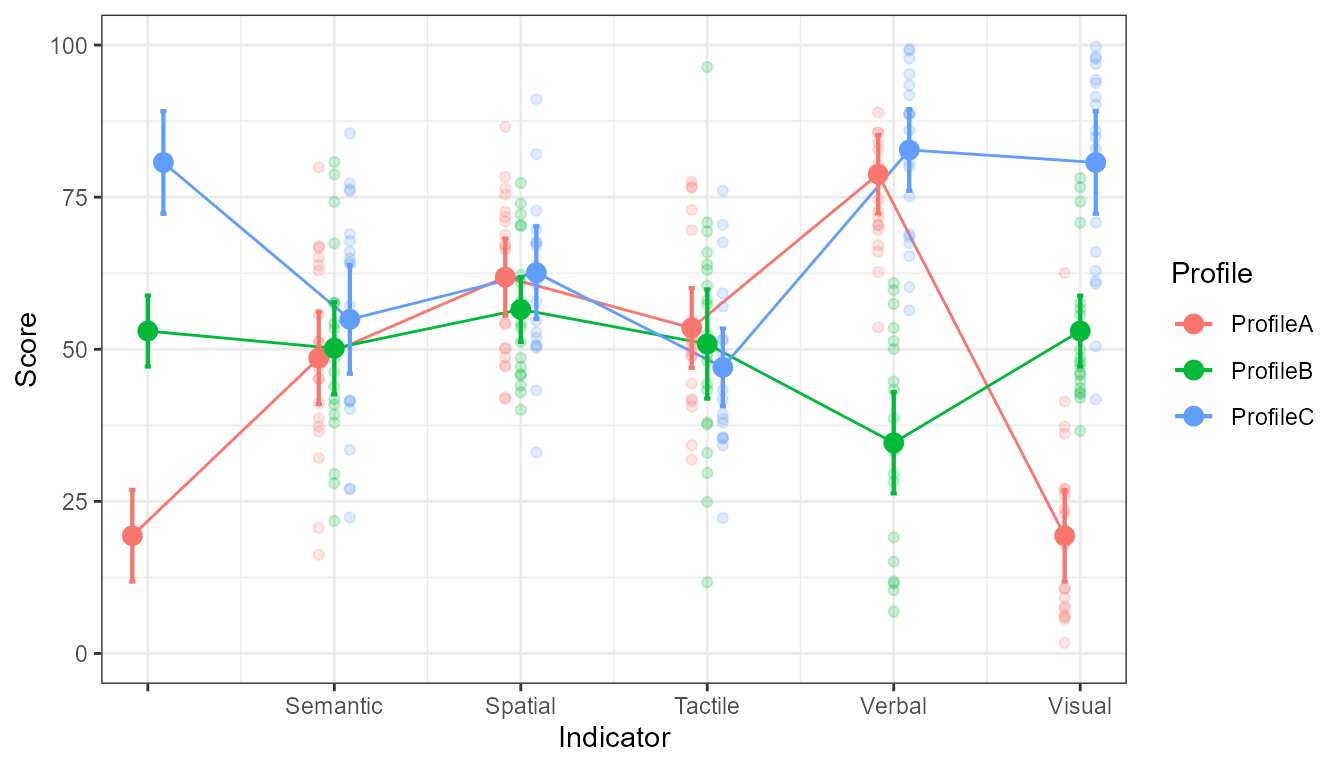 100
75
50
25
0
Score
Semantic Spatial Tactile Verbal Visual
Indicator
Profile
ProfileA
ProfileB
ProfileC